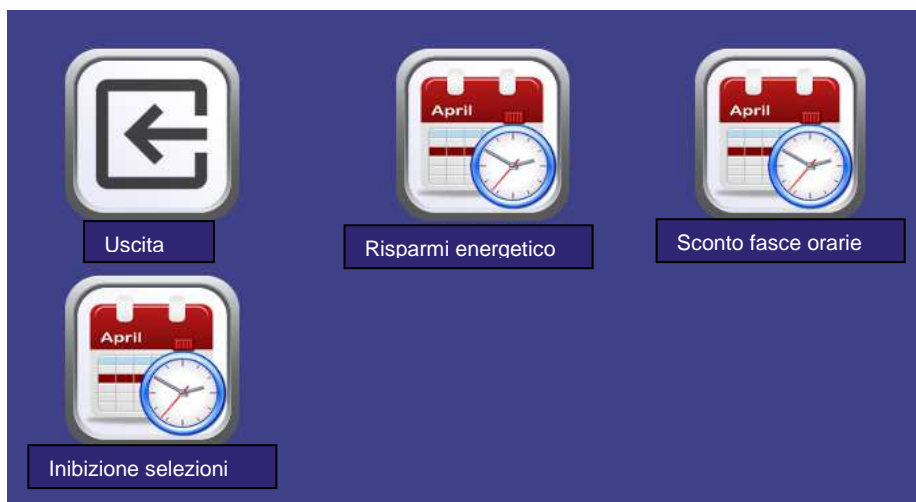 April
April
Uscita
Risparmi energetico
Sconto fasce orarie
April
Inibizione selezioni